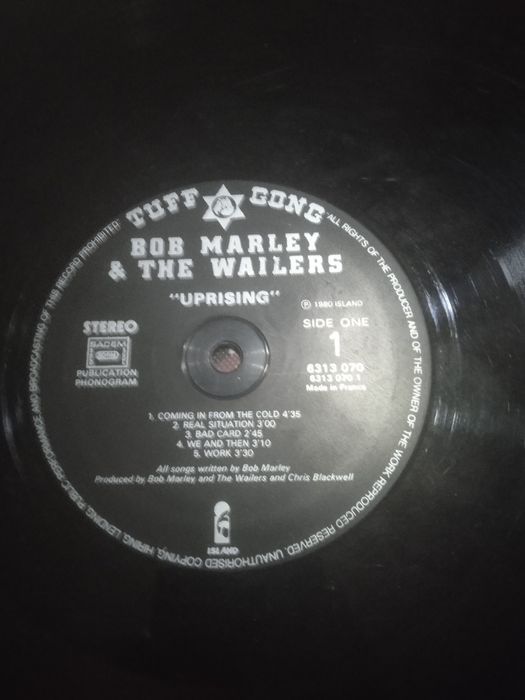 TUFF GONG
BOB MARLEY
& THE WAILERS
"UPRISING"
℗ 1980 ISLAND
STEREO
SIDE ONE
1
SACEM
PUBLICATION
PHONOGRAM
6313 070
6313 070 1
Made in France
1. COMING IN FROM THE COLD 4'35
2. REAL SITUATION 3'00
3. BAD CARD 2'45
4. WE AND THEN 3'10
5. WORK 3'30
All songs written by Bob Marley
Produced by Bob Marley and The Wailers and Chris Blackwell
ISLAND
ALL RIGHTS OF THE PRODUCER AND OF THE OWNER OF THE WORK REPRODUCED RESERVED. UNAUTHORISED COPYING, HIRING, LENDING, PUBLIC PERFORMANCE AND BROADCASTING OF THIS RECORD PROHIBITED